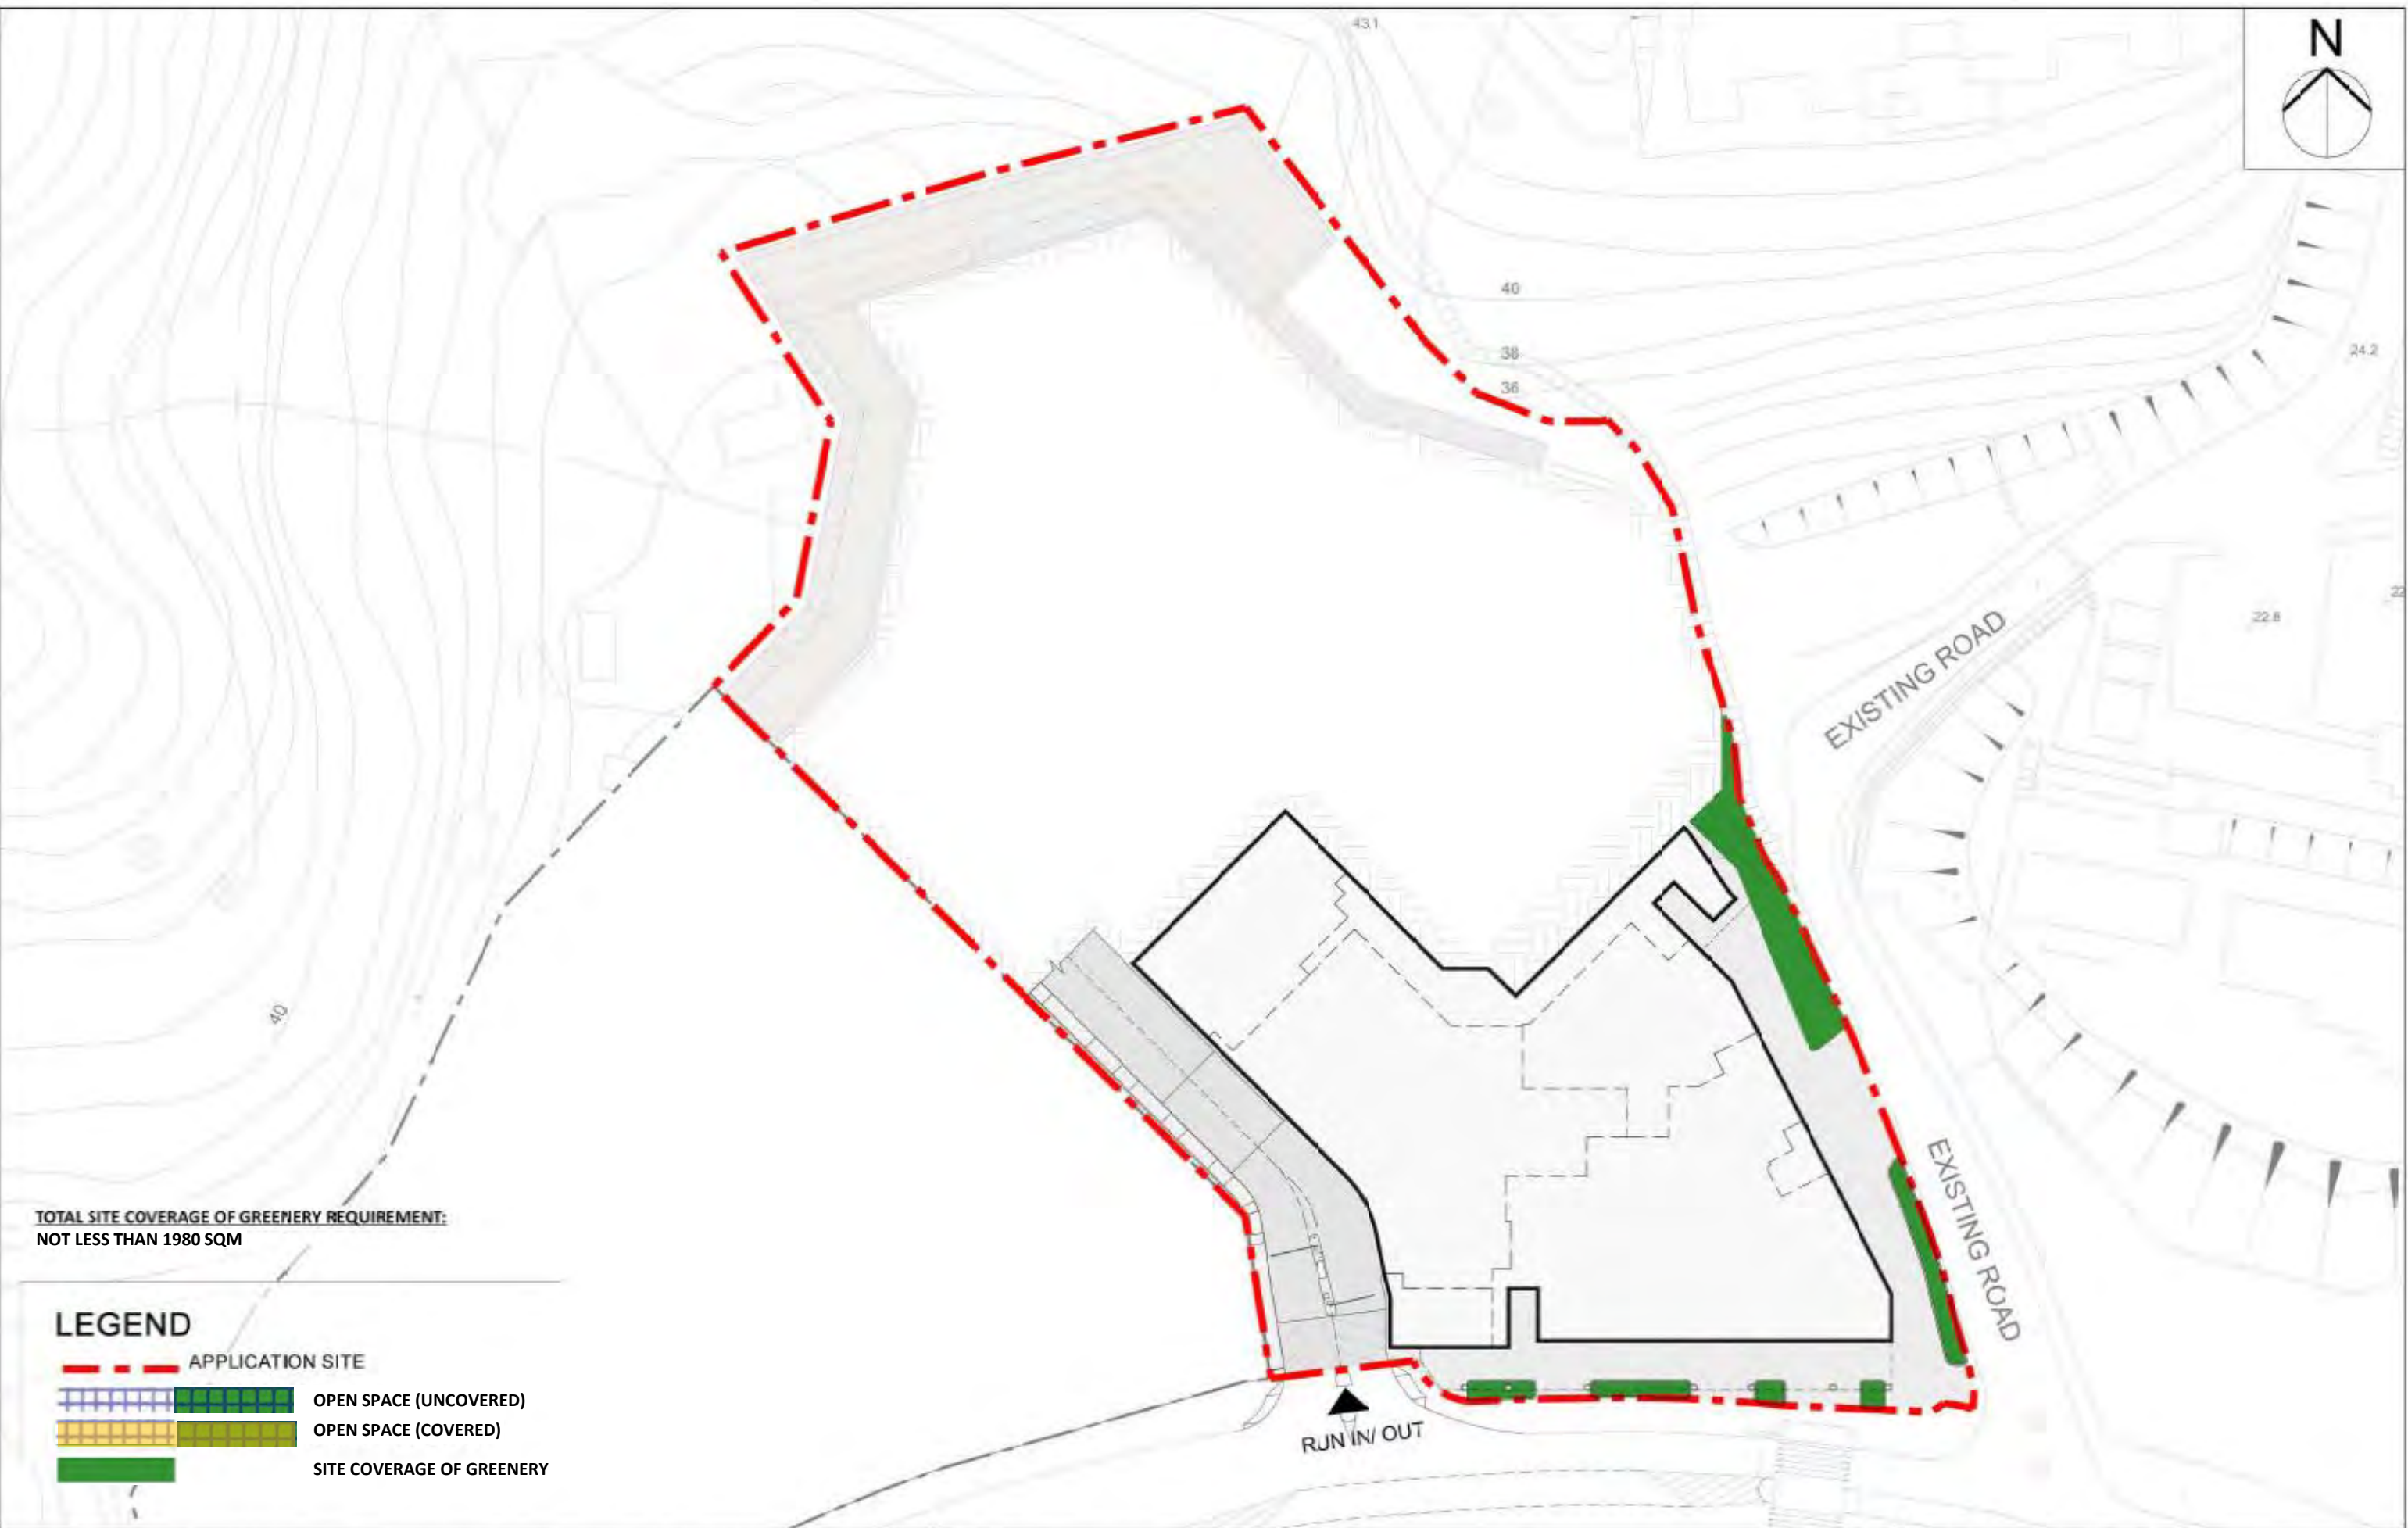 43.1
N
40
38
36
24.2
22.8
22
EXISTING ROAD
40
EXISTING ROAD
TOTAL SITE COVERAGE OF GREENERY REQUIREMENT:
NOT LESS THAN 1980 SQM
LEGEND
APPLICATION SITE
OPEN SPACE (UNCOVERED)
OPEN SPACE (COVERED)
SITE COVERAGE OF GREENERY
RUN IN/ OUT